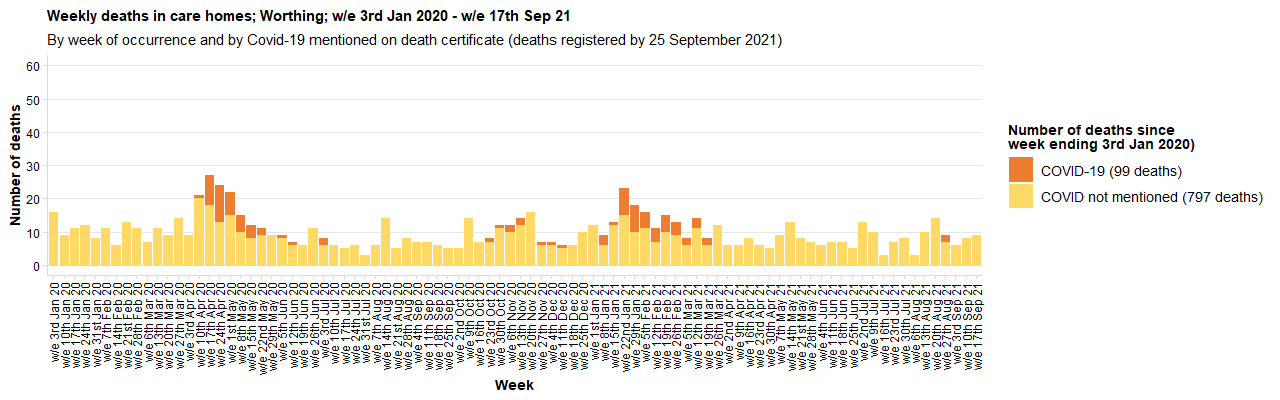 Weekly deaths in care homes; Worthing; w/e 3rd Jan 2020 - w/e 17th Sep 21
By week of occurrence and by Covid-19 mentioned on death certificate (deaths registered by 25 September 2021)
Number of deaths
60
50
40
30
20
10
0
w/e 3rd Jan 20
w/e 10th Jan 20
w/e 17th Jan 20
w/e 24th Jan 20
w/e 31st Jan 20
w/e 7th Feb 20
w/e 14th Feb 20
w/e 21st Feb 20
w/e 28th Feb 20
w/e 6th Mar 20
w/e 13th Mar 20
w/e 20th Mar 20
w/e 27th Mar 20
w/e 3rd Apr 20
w/e 10th Apr 20
w/e 17th Apr 20
w/e 24th Apr 20
w/e 1st May 20
w/e 8th May 20
w/e 15th May 20
w/e 22nd May 20
w/e 29th May 20
w/e 5th Jun 20
w/e 12th Jun 20
w/e 19th Jun 20
w/e 26th Jun 20
w/e 3rd Jul 20
w/e 10th Jul 20
w/e 17th Jul 20
w/e 24th Jul 20
w/e 31st Jul 20
w/e 7th Aug 20
w/e 14th Aug 20
w/e 21st Aug 20
w/e 28th Aug 20
w/e 4th Sep 20
w/e 11th Sep 20
w/e 18th Sep 20
w/e 25th Sep 20
w/e 2nd Oct 20
w/e 9th Oct 20
w/e 16th Oct 20
w/e 23rd Oct 20
w/e 30th Oct 20
w/e 6th Nov 20
w/e 13th Nov 20
w/e 20th Nov 20
w/e 27th Nov 20
w/e 4th Dec 20
w/e 11th Dec 20
w/e 18th Dec 20
w/e 25th Dec 20
w/e 1st Jan 21
w/e 8th Jan 21
w/e 15th Jan 21
w/e 22nd Jan 21
w/e 29th Jan 21
w/e 5th Feb 21
w/e 12th Feb 21
w/e 19th Feb 21
w/e 26th Feb 21
w/e 5th Mar 21
w/e 12th Mar 21
w/e 19th Mar 21
w/e 26th Mar 21
w/e 2nd Apr 21
w/e 9th Apr 21
w/e 16th Apr 21
w/e 23rd Apr 21
w/e 30th Apr 21
w/e 7th May 21
w/e 14th May 21
w/e 21st May 21
w/e 28th May 21
w/e 4th Jun 21
w/e 11th Jun 21
w/e 18th Jun 21
w/e 25th Jun 21
w/e 2nd Jul 21
w/e 9th Jul 21
w/e 16th Jul 21
w/e 23rd Jul 21
w/e 30th Jul 21
w/e 6th Aug 21
w/e 13th Aug 21
w/e 20th Aug 21
w/e 27th Aug 21
w/e 3rd Sep 21
w/e 10th Sep 21
w/e 17th Sep 21
Week
Number of deaths since
week ending 3rd Jan 2020)
COVID-19 (99 deaths)
COVID not mentioned (797 deaths)